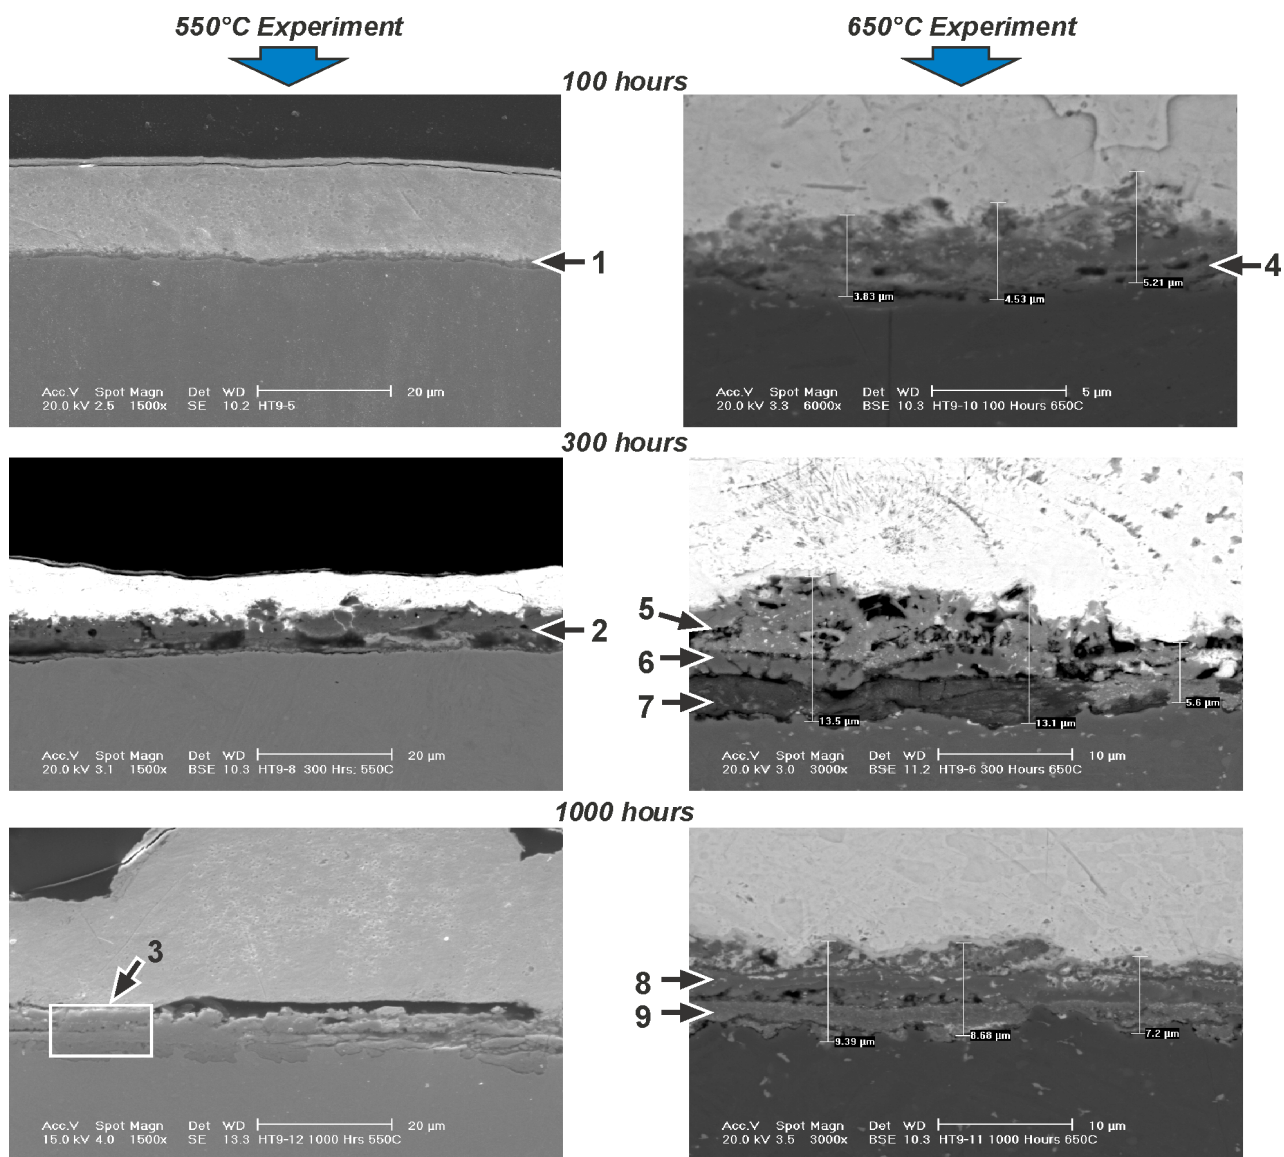 550°C Experiment
650°C Experiment
100 hours
1
Acc.V Spot Magn Det WD 20 µm
20.0 kV 2.5 1500x SE 10.2 HT9-5
3.83 µm
4.53 µm
5.21 µm
4
Acc.V Spot Magn Det WD 5 µm
20.0 kV 3.3 6000x BSE 10.3 HT9-10 100 Hours 650C
300 hours
2
Acc.V Spot Magn Det WD 20 µm
20.0 kV 3.1 1500x BSE 10.3 HT9-8 300 Hrs; 550C
5
6
7
13.5 µm
13.1 µm
5.6 µm
Acc.V Spot Magn Det WD 10 µm
20.0 kV 3.0 3000x BSE 11.2 HT9-6 300 Hours 650C
1000 hours
3
Acc.V Spot Magn Det WD 20 µm
15.0 kV 4.0 1500x SE 13.3 HT9-12 1000 Hrs 550C
8
9
9.39 µm
8.68 µm
7.2 µm
Acc.V Spot Magn Det WD 10 µm
20.0 kV 3.5 3000x BSE 10.3 HT9-11 1000 Hours 650C